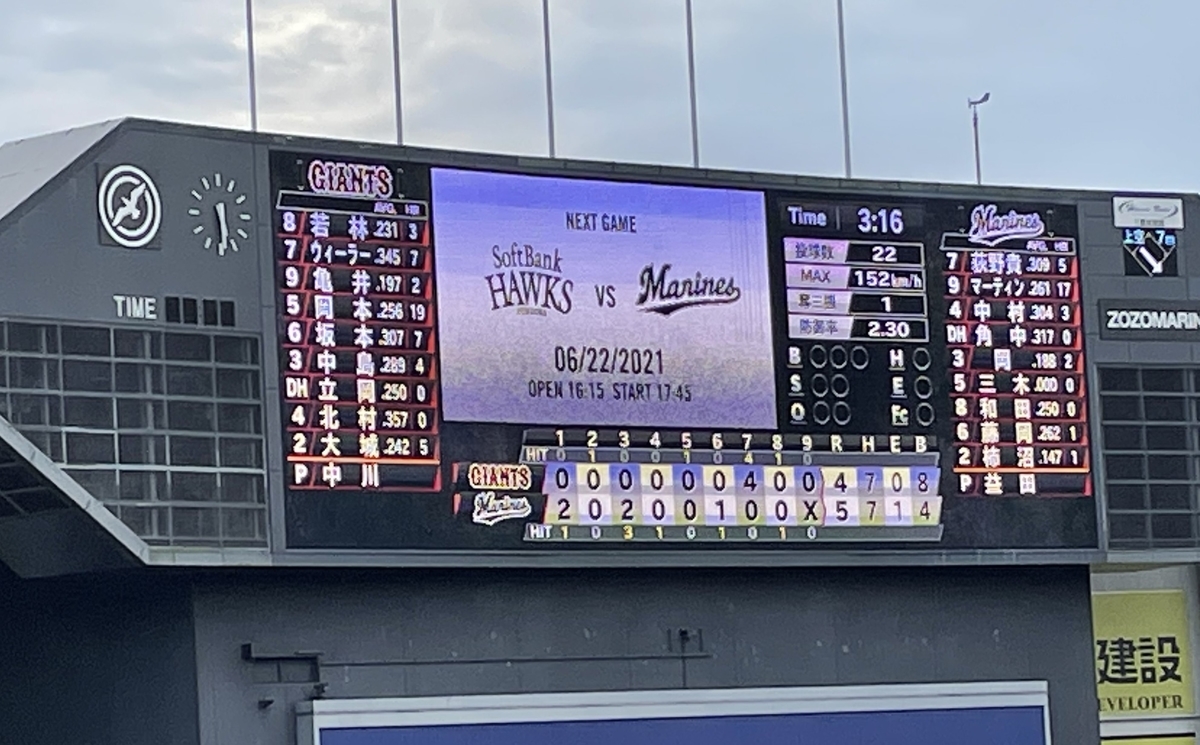 GIANTS
AVG. HR
8 若林 .231 3
7 ウィーラー .345 7
9 亀井 .197 2
5 岡本 .256 19
6 坂本 .307 7
3 中島 .289 4
DH 立岡 .250 0
4 北村 .357 0
2 大城 .242 5
P 中川
TIME
NEXT GAME
SoftBank
HAWKS
VS
Marines
06/22/2021
OPEN 16:15 START 17:45
Time 3:16
投球数 22
MAX 152km/h
奪三振 1
防御率 2.30
B H
S E
O Fc
Marines
AVG. HR
7 荻野貴 .309 5
9 マーティン .261 17
4 中村 .304 3
DH 角中 .317 0
3 岡 .188 2
5 三木 .000 0
8 和田 .250 0
6 藤岡 .262 1
2 柿沼 .147 1
P 益田
1 2 3 4 5 6 7 8 9 R H E B
HIT 0 1 0 0 1 0 4 1 0
GIANTS 0 0 0 0 0 0 4 0 0 4 7 0 8
Marines 2 0 2 0 0 1 0 0 X 5 7 1 4
HIT 1 0 3 1 0 1 0 1 0
上空 7m
ZOZOMARIN
建設
EVELOPER